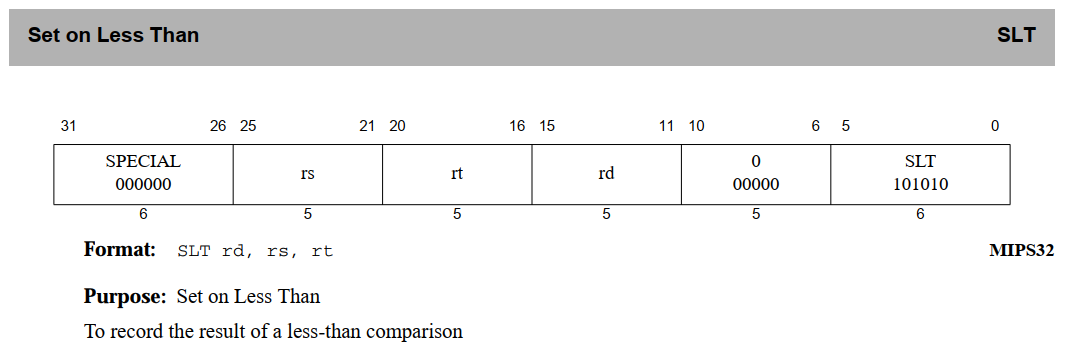 Set on Less Than SLT
31 26 25 21 20 16 15 11 10 6 5 0
SPECIAL rs rt rd 0 SLT
000000 00000 101010
6 5 5 5 5 6
Format: SLT rd, rs, rt MIPS32
Purpose: Set on Less Than
To record the result of a less-than comparison